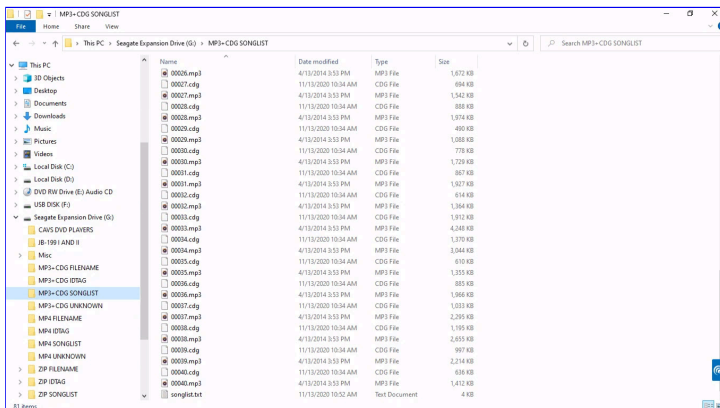 MP3+CDG SONGLIST
File Home Share View
This PC > Seagate Expansion Drive (G:) > MP3+CDG SONGLIST Search MP3+CDG SONGLIST
This PC
3D Objects
Desktop
Documents
Downloads
Music
Pictures
Videos
Local Disk (C:)
Local Disk (D:)
DVD RW Drive (E:) Audio CD
USB DISK (F:)
Seagate Expansion Drive (G:)
CAVS DVD PLAYERS
JB-199 I AND II
Misc
MP3+CDG FILENAME
MP3+CDG IDTAG
MP3+CDG SONGLIST
MP3+CDG UNKNOWN
MP4 FILENAME
MP4 IDTAG
MP4 SONGLIST
MP4 UNKNOWN
ZIP FILENAME
ZIP IDTAG
ZIP SONGLIST
Name Date modified Type Size
00026.mp3 4/13/2014 3:53 PM MP3 File 1,672 KB
00027.cdg 11/13/2020 10:34 AM CDG File 694 KB
00027.mp3 4/13/2014 3:53 PM MP3 File 1,542 KB
00028.cdg 11/13/2020 10:34 AM CDG File 888 KB
00028.mp3 4/13/2014 3:53 PM MP3 File 1,974 KB
00029.cdg 11/13/2020 10:34 AM CDG File 490 KB
00029.mp3 4/13/2014 3:53 PM MP3 File 1,088 KB
00030.cdg 11/13/2020 10:34 AM CDG File 778 KB
00030.mp3 4/13/2014 3:53 PM MP3 File 1,729 KB
00031.cdg 11/13/2020 10:34 AM CDG File 867 KB
00031.mp3 4/13/2014 3:53 PM MP3 File 1,927 KB
00032.cdg 11/13/2020 10:34 AM CDG File 614 KB
00032.mp3 4/13/2014 3:53 PM MP3 File 1,364 KB
00033.cdg 11/13/2020 10:34 AM CDG File 1,912 KB
00033.mp3 4/13/2014 3:53 PM MP3 File 4,248 KB
00034.cdg 11/13/2020 10:34 AM CDG File 1,370 KB
00034.mp3 4/13/2014 3:53 PM MP3 File 3,044 KB
00035.cdg 11/13/2020 10:34 AM CDG File 610 KB
00035.mp3 4/13/2014 3:53 PM MP3 File 1,355 KB
00036.cdg 11/13/2020 10:34 AM CDG File 885 KB
00036.mp3 4/13/2014 3:53 PM MP3 File 1,966 KB
00037.cdg 11/13/2020 10:34 AM CDG File 1,033 KB
00037.mp3 4/13/2014 3:53 PM MP3 File 2,295 KB
00038.cdg 11/13/2020 10:34 AM CDG File 1,195 KB
00038.mp3 4/13/2014 3:53 PM MP3 File 2,655 KB
00039.cdg 11/13/2020 10:34 AM CDG File 997 KB
00039.mp3 4/13/2014 3:53 PM MP3 File 2,214 KB
00040.cdg 11/13/2020 10:34 AM CDG File 636 KB
00040.mp3 4/13/2014 3:53 PM MP3 File 1,412 KB
songlist.txt 11/13/2020 10:52 AM Text Document 4 KB
81 items